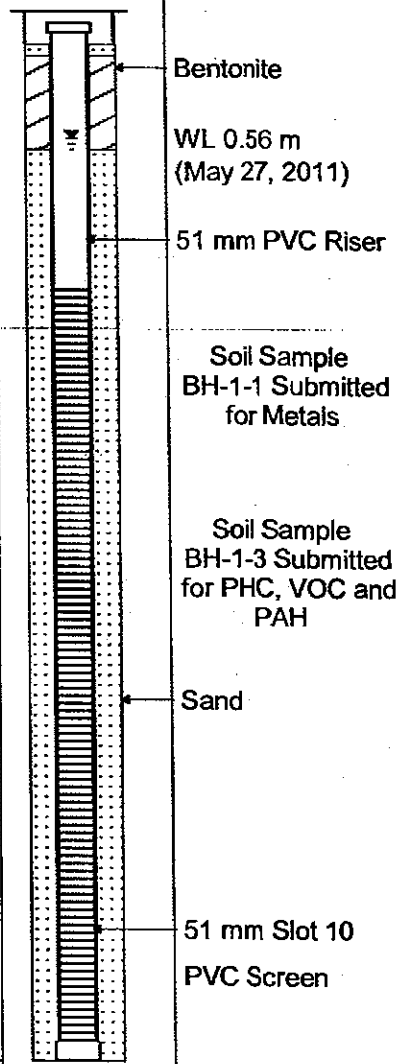 Bentonite
WL 0.56 m
(May 27, 2011)
51 mm PVC Riser
Soil Sample
BH-1-1 Submitted
for Metals
Soil Sample
BH-1-3 Submitted
for PHC, VOC and
PAH
Sand
51 mm Slot 10
PVC Screen